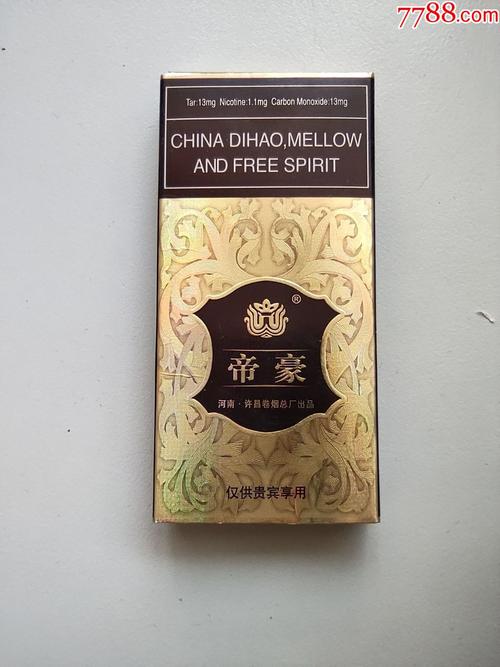 7788.com
Tar:13mg Nicotine:1.1mg Carbon Monoxide:13mg
CHINA DIHAO,MELLOW
AND FREE SPIRIT
®
帝豪
河南·许昌卷烟总厂出品
仅供贵宾享用